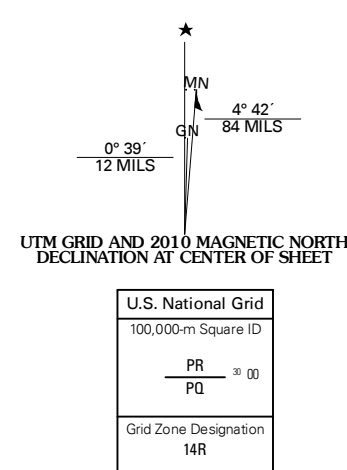 ★
MN
GN
4° 42´
84 MILS
0° 39´
12 MILS
UTM GRID AND 2010 MAGNETIC NORTH
DECLINATION AT CENTER OF SHEET
U.S. National Grid
100,000-m Square ID
PR
30 00
PQ
Grid Zone Designation
14R